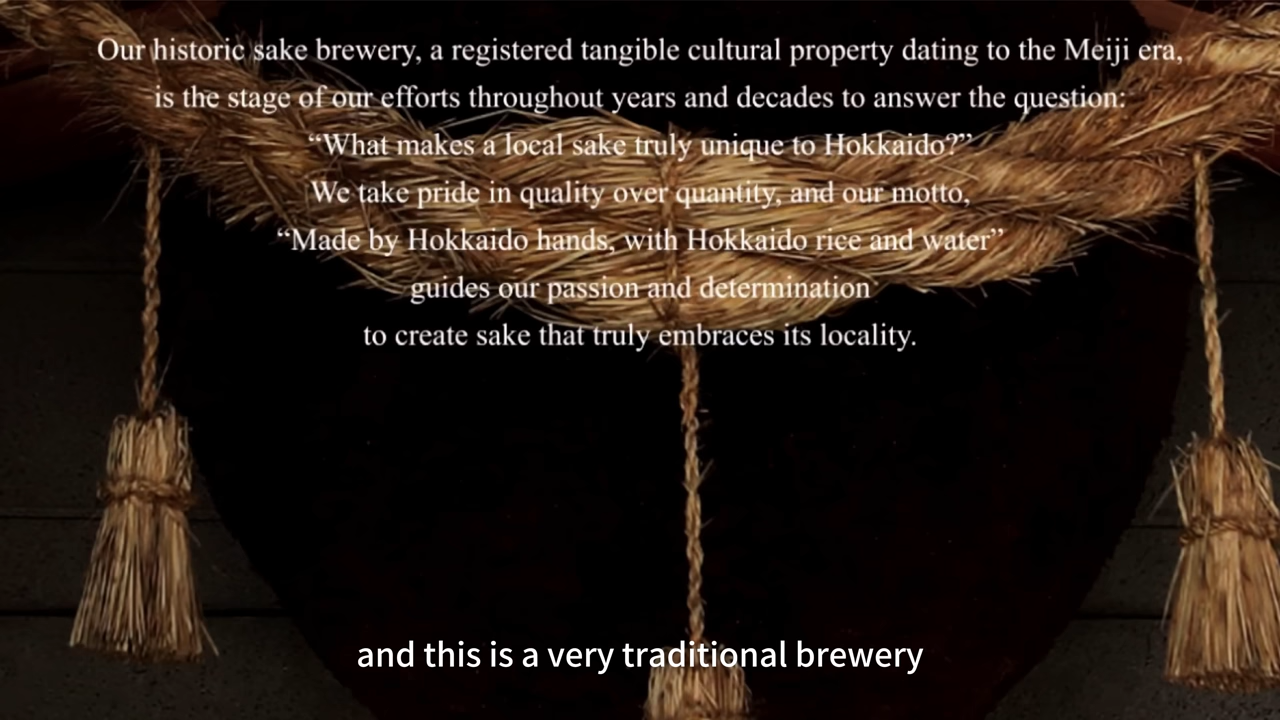 Our historic sake brewery, a registered tangible cultural property dating to the Meiji era,
is the stage of our efforts throughout years and decades to answer the question:
“What makes a local sake truly unique to Hokkaido?”
We take pride in quality over quantity, and our motto,
“Made by Hokkaido hands, with Hokkaido rice and water”
guides our passion and determination
to create sake that truly embraces its locality.
and this is a very traditional brewery